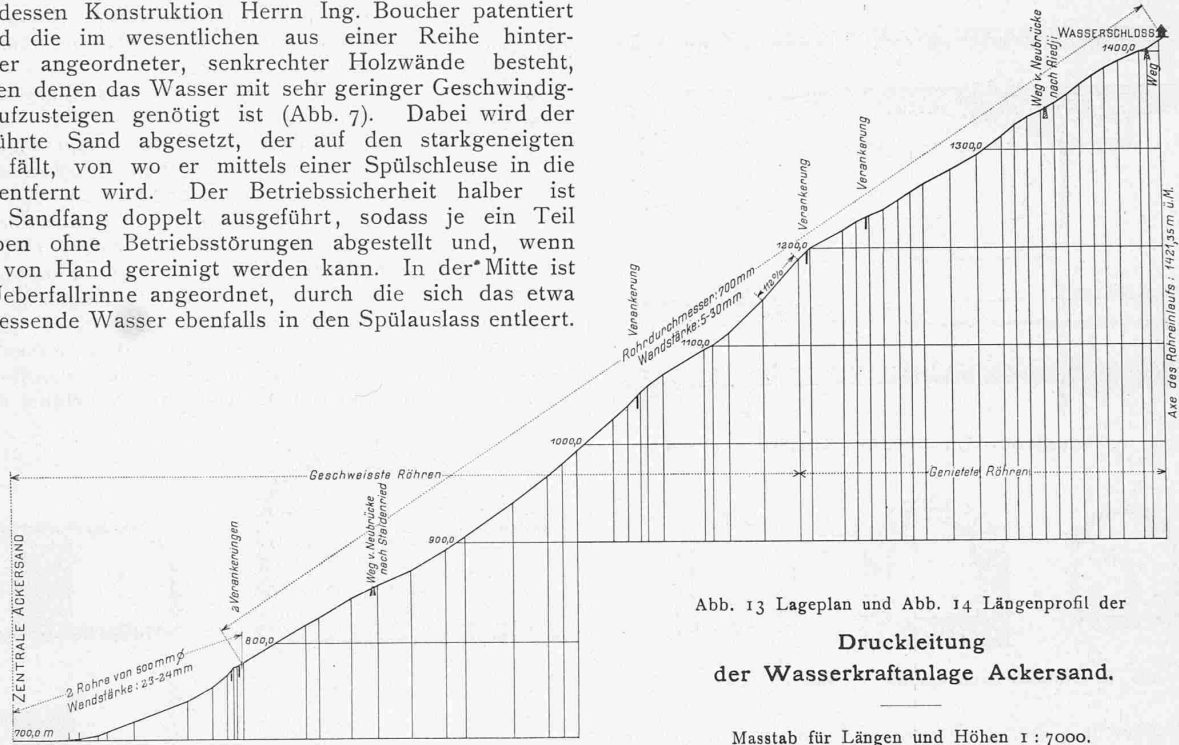 dessen Konstruktion Herrn Ing. Boucher patentiert
die im wesentlichen aus einer Reihe hinter-
angeordneter, senkrechter Holzwände besteht,
denen das Wasser mit sehr geringer Geschwindig-
aufzusteigen genötigt ist (Abb. 7). Dabei wird der
Sand abgesetzt, der auf den starkgeneigten
fällt, von wo er mittels einer Spülschleuse in die
entfernt wird. Der Betriebssicherheit halber ist
Sandfang doppelt ausgeführt, sodass je ein Teil
ohne Betriebsstörungen abgestellt und, wenn
von Hand gereinigt werden kann. In der Mitte ist
Ueberfallrinne angeordnet, durch die sich das etwa
Wasser ebenfalls in den Spülauslass entleert.
WASSERSCHLOSS
1400,0
Weg
Weg v. Neubrücke
nach Riedji
1300,0
Verankerung
Verankerung
1200,0
112%
Axe des Rohreinlaufs: 1421,35 m ü.M.
Verankerung
Rohrdurchmesser: 700mm
Wandstärke: 5-30mm
1100,0
1000,0
Geschweisste Röhren
Genietete Röhren
900,0
Weg v. Neubrücke
nach Staldenried
2 Verankerungen
800,0
ZENTRALE ACKERSAND
2 Rohre von 500mm ⌀
Wandstärke: 23-24mm
700,0 m
Abb. 13 Lageplan und Abb. 14 Längenprofil der
Druckleitung
der Wasserkraftanlage Ackersand.
Masstab für Längen und Höhen 1 : 7000.